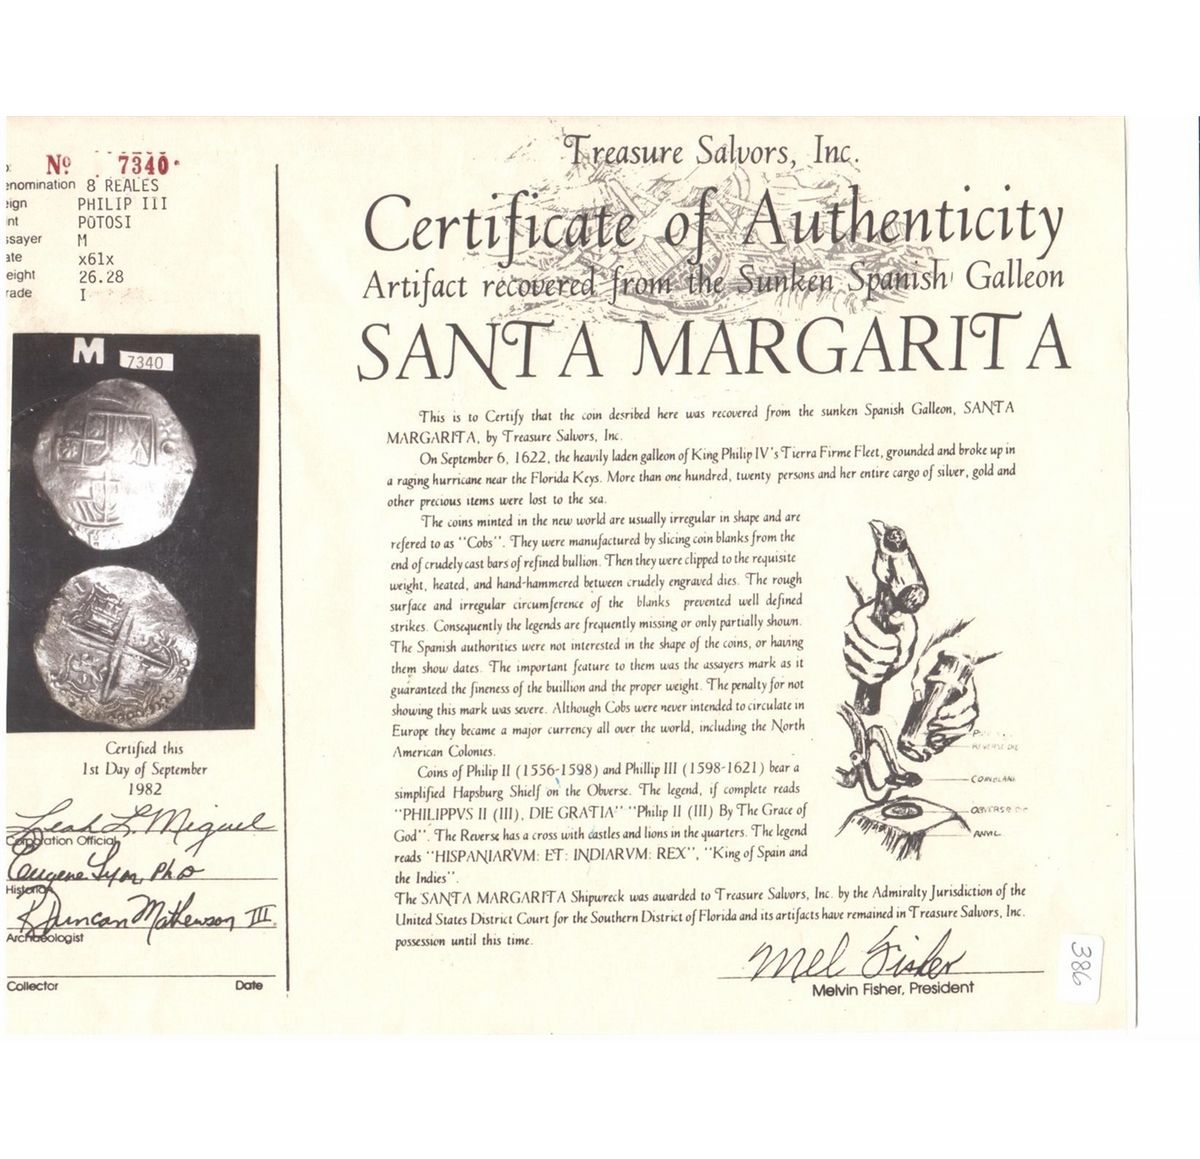 Nº 7340
enomination 8 REALES
eign PHILIP III
int POTOSI
ssayer M
ate x61x
eight 26.28
rade I
M 7340
Certified this
1st Day of September
1982
Leah L. Miguel
Corporation Official
Eugene Lyon PhD
Historian
R Duncan Mathewson III
Archaeologist
Collector Date
Treasure Salvors, Inc.
Certificate of Authenticity
Artifact recovered from the Sunken Spanish Galleon
SANTA MARGARITA
This is to Certify that the coin desribed here was recovered from the sunken Spanish Galleon, SANTA
MARGARITA, by Treasure Salvors, Inc.
On September 6, 1622, the heavily laden galleon of King Philip IV's Tierra Firme Fleet, grounded and broke up in
a raging hurricane near the Florida Keys. More than one hundred, twenty persons and her entire cargo of silver, gold and
other precious items were lost to the sea.
The coins minted in the new world are usually irregular in shape and are
refered to as "Cobs". They were manufactured by slicing coin blanks from the
end of crudely cast bars of refined bullion. Then they were clipped to the requisite
weight, heated, and hand-hammered between crudely engraved dies. The rough
surface and irregular circumference of the blanks prevented well defined
strikes. Consequently the legends are frequently missing or only partially shown.
The Spanish authorities were not interested in the shape of the coins, or having
them show dates. The important feature to them was the assayers mark as it
guaranteed the fineness of the buillion and the proper weight. The penalty for not
showing this mark was severe. Although Cobs were never intended to circulate in
Europe they became a major currency all over the world, including the North
American Colonies.
Coins of Philip II (1556-1598) and Phillip III (1598-1621) bear a
simplified Hapsburg Shielf on the Obverse. The legend, if complete reads
"PHILIPPVS II (III), DIE GRATIA" "Philip II (III) By The Grace of
God". The Reverse has a cross with castles and lions in the quarters. The legend
reads "HISPANIARVM: ET: INDIARVM: REX", "King of Spain and
the Indies".
The SANTA MARGARITA Shipwreck was awarded to Treasure Salvors, Inc. by the Admiralty Jurisdiction of the
United States District Court for the Southern District of Florida and its artifacts have remained in Treasure Salvors, Inc.
possession until this time.
REVERSE DIE
COIN BLANK
OBVERSE DIE
ANVIL
Mel Fisher
Melvin Fisher, President
386